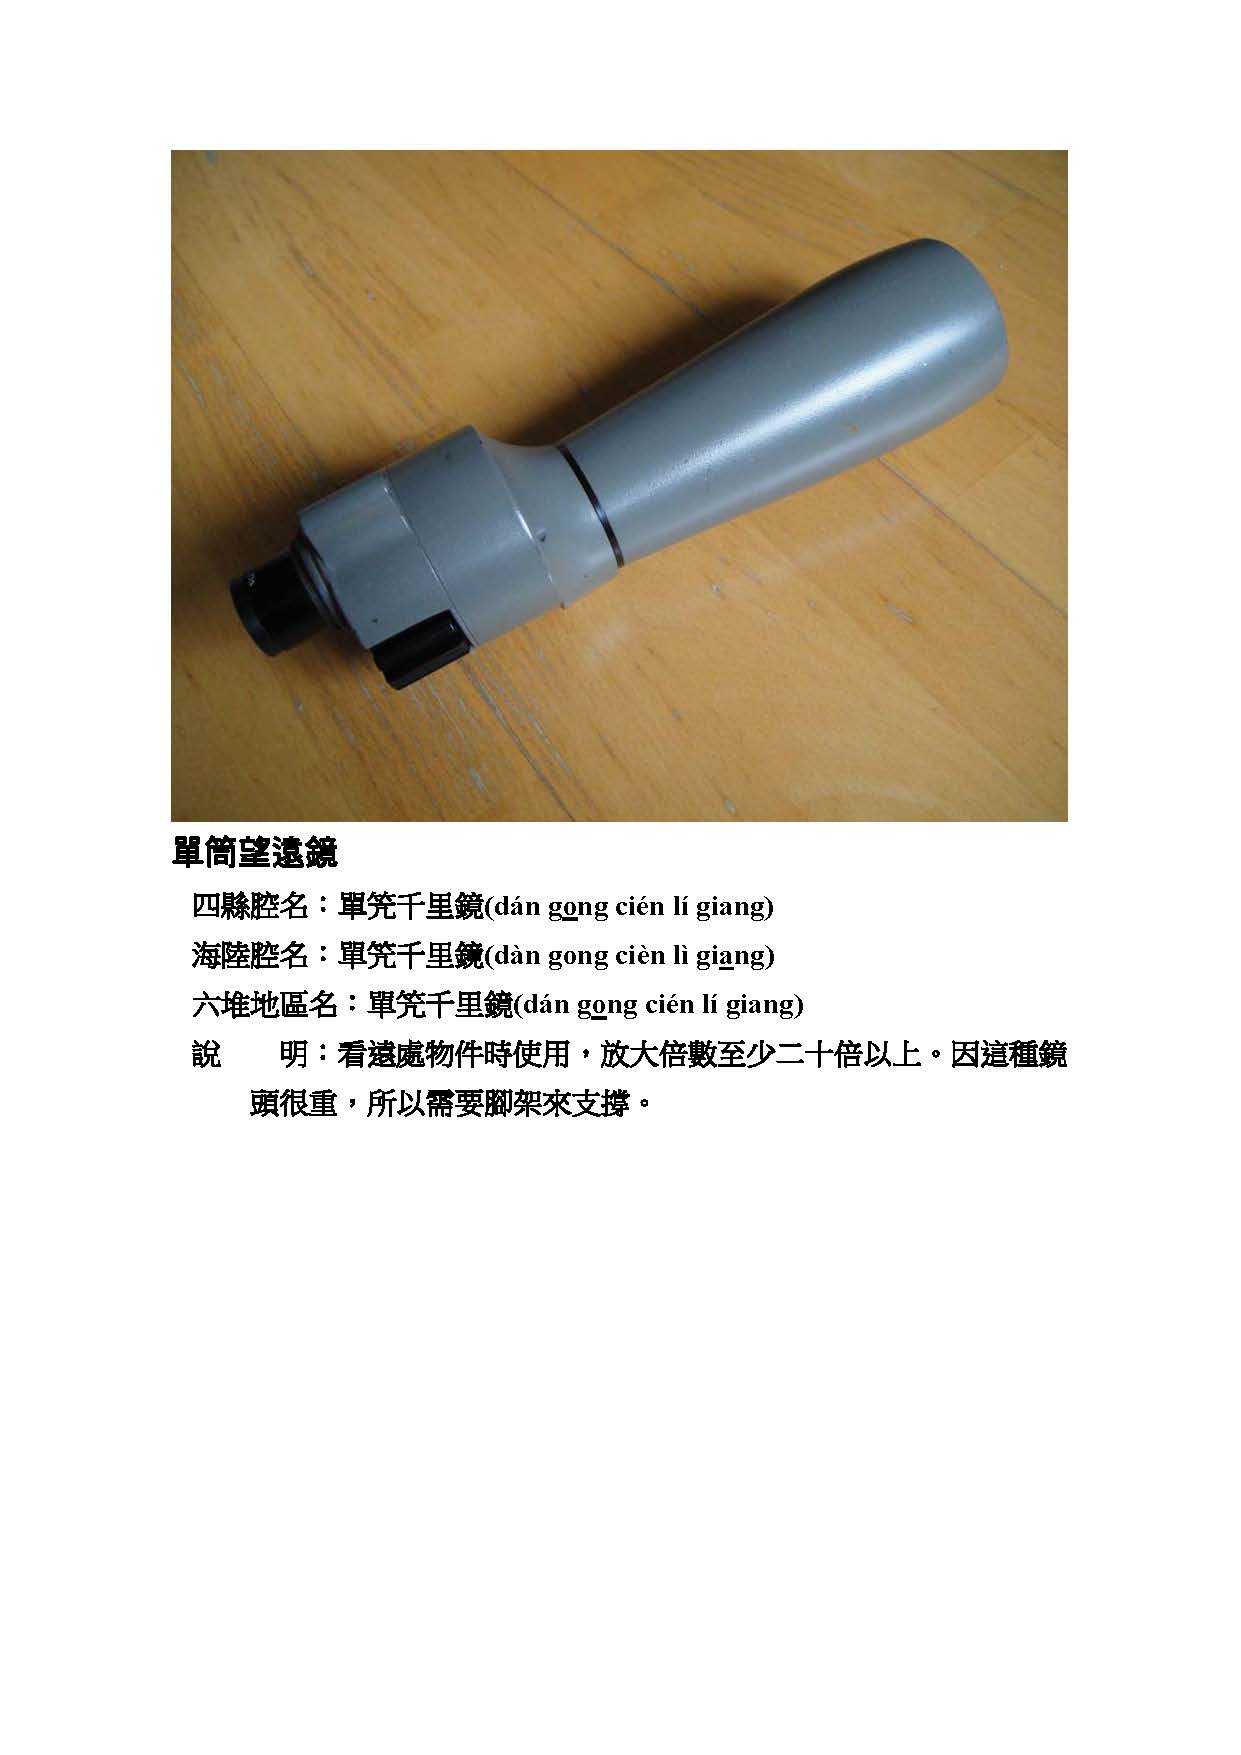 單筒望遠鏡
四縣腔名：單笐千里鏡(dán gong cién lí giang)
海陸腔名：單笐千里鏡(dàn gong cièn lì giang)
六堆地區名：單笐千里鏡(dán gong cién lí giang)
說　　明：看遠處物件時使用，放大倍數至少二十倍以上。因這種鏡
頭很重，所以需要腳架來支撐。